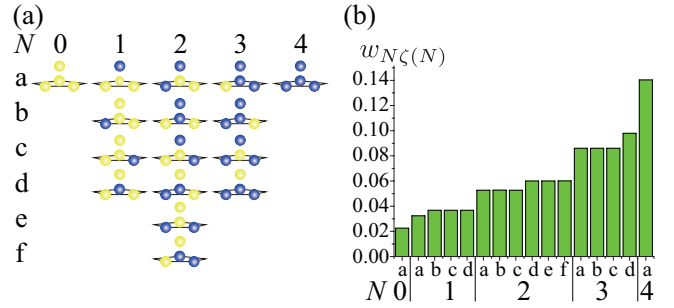 (a)
N 0 1 2 3 4
a
b
c
d
e
f
(b)
w_{Nζ(N)}
0.14
0.12
0.10
0.08
0.06
0.04
0.02
0.00
a a b c d a b c d e f a b c d a
N 0 1 2 3 4